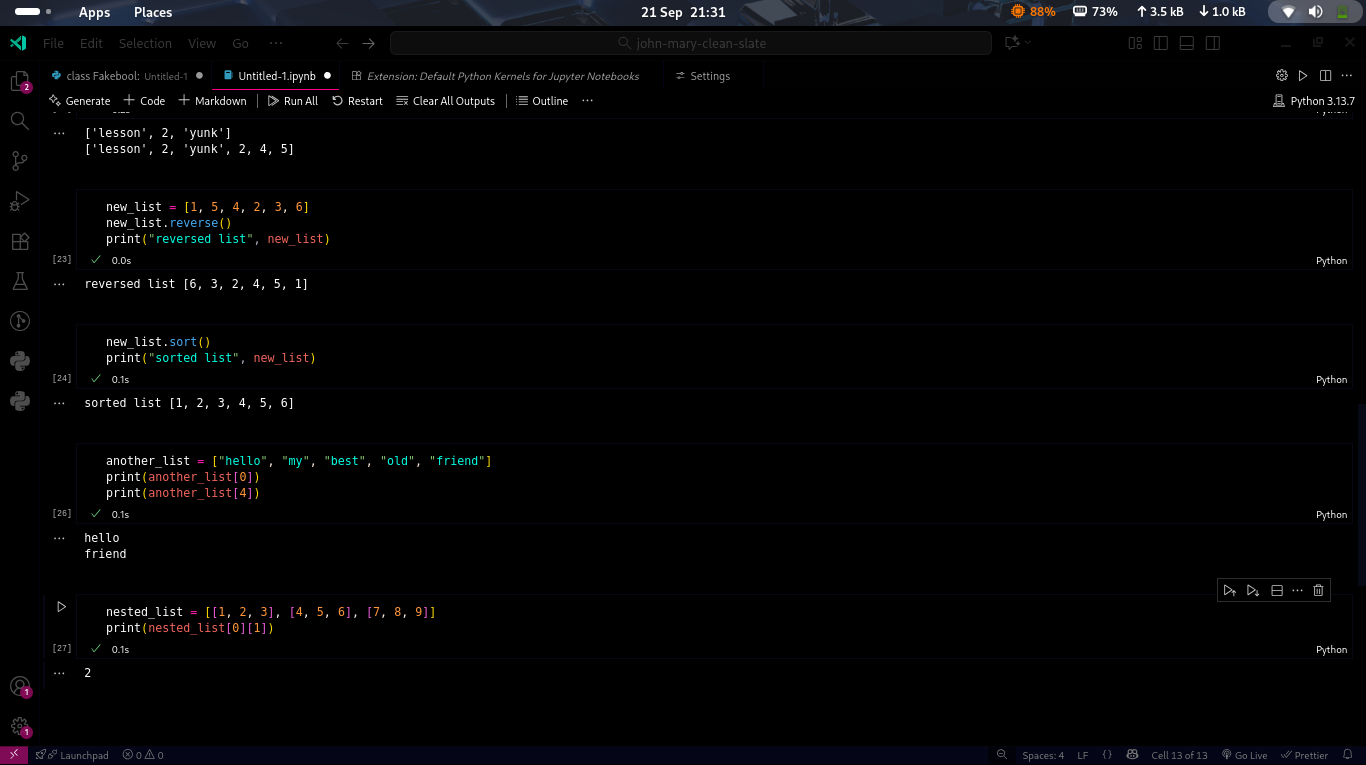 Apps Places 21 Sep 21:31 88% 73% 3.5 kB 1.0 kB
File Edit Selection View Go ··· john-mary-clean-slate
class Fakebool: Untitled-1 Untitled-1.ipynb Extension: Default Python Kernels for Jupyter Notebooks Settings
Generate Code Markdown Run All Restart Clear All Outputs Outline ··· Python 3.13.7
['lesson', 2, 'yunk']
['lesson', 2, 'yunk', 2, 4, 5]
new_list = [1, 5, 4, 2, 3, 6]
new_list.reverse()
print("reversed list", new_list)
[23] 0.0s Python
reversed list [6, 3, 2, 4, 5, 1]
new_list.sort()
print("sorted list", new_list)
[24] 0.1s Python
sorted list [1, 2, 3, 4, 5, 6]
another_list = ["hello", "my", "best", "old", "friend"]
print(another_list[0])
print(another_list[4])
[26] 0.1s Python
hello
friend
nested_list = [[1, 2, 3], [4, 5, 6], [7, 8, 9]]
print(nested_list[0][1])
[27] 0.1s Python
2
2
1
1
Launchpad 0 0 Spaces: 4 LF {} Cell 13 of 13 Go Live Prettier